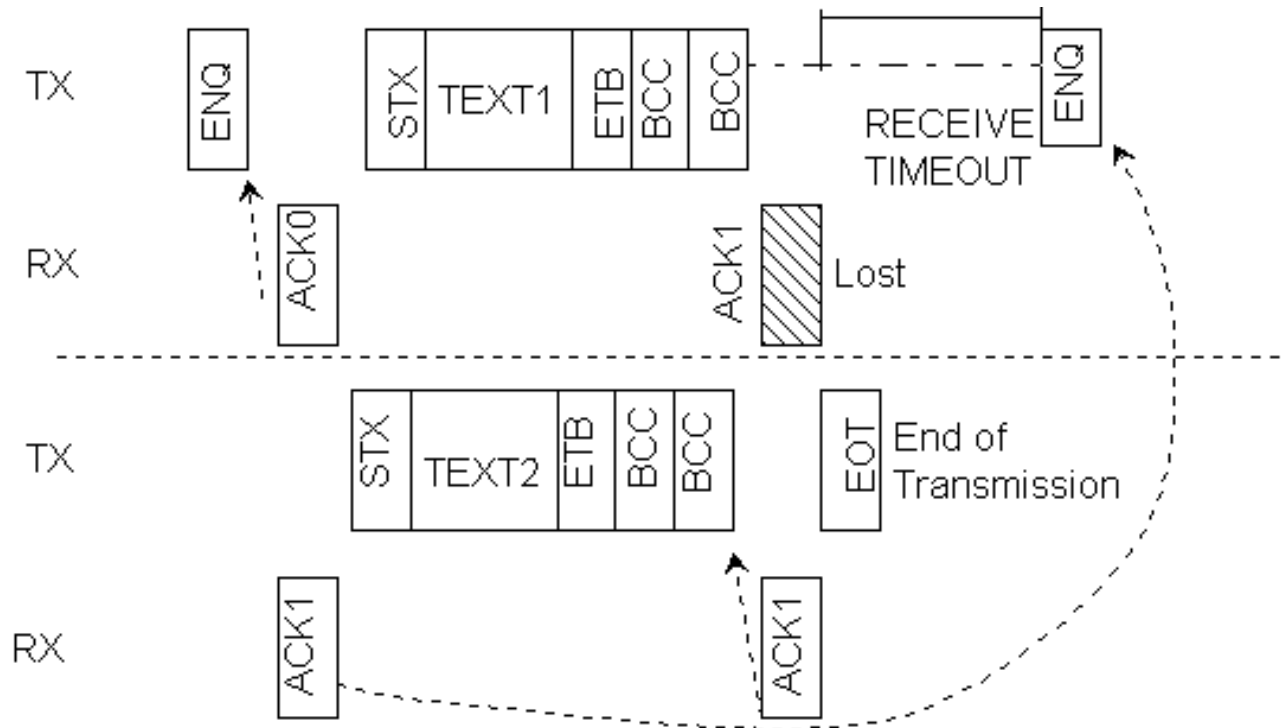 TX
ENQ
STX
TEXT1
ETB
BCC
BCC
RECEIVE
TIMEOUT
ENQ
RX
ACK0
ACK1
Lost
TX
STX
TEXT2
ETB
BCC
BCC
EOT
End of
Transmission
RX
ACK1
ACK1